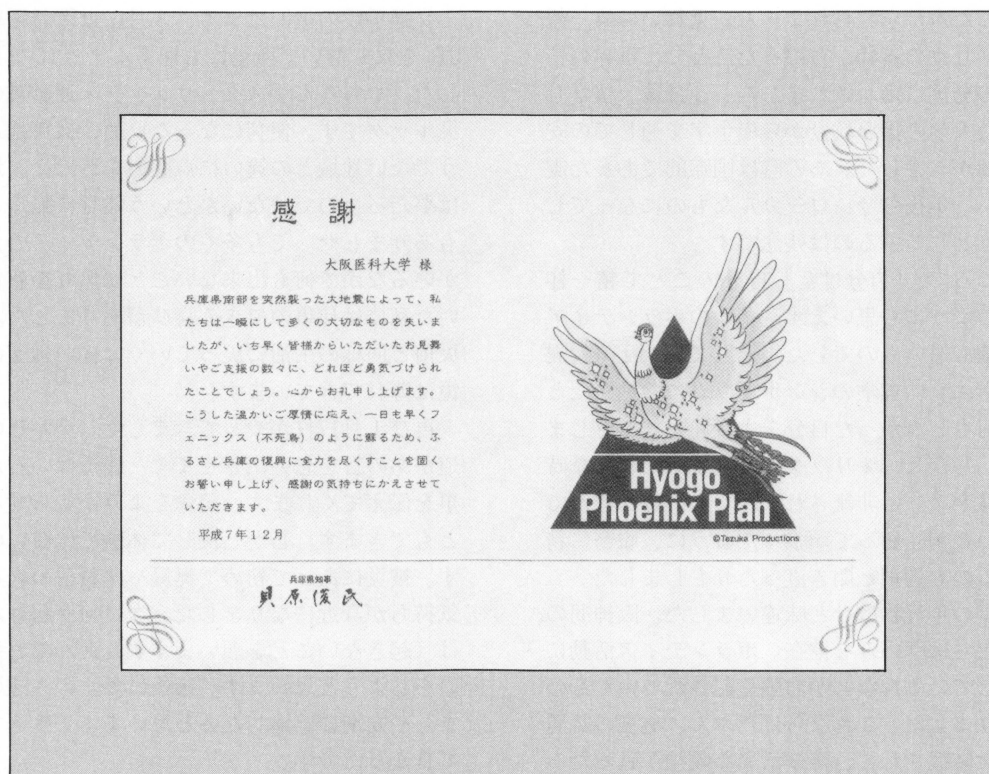 感謝
大阪医科大学 様
兵庫県南部を突然襲った大地震によって、私
たちは一瞬にして多くの大切なものを失いま
したが、いち早く皆様からいただいたお見舞
いやご支援の数々に、どれほど勇気づけられ
たことでしょう。心からお礼申し上げます。
こうした温かいご厚情に応え、一日も早くフ
ェニックス（不死鳥）のように蘇るため、ふ
るさと兵庫の復興に全力を尽くすことを固く
お誓い申し上げ、感謝の気持ちにかえさせて
いただきます。
平成7年12月
兵庫県知事
貝原俊民
Hyogo
Phoenix Plan
©Tezuka Productions